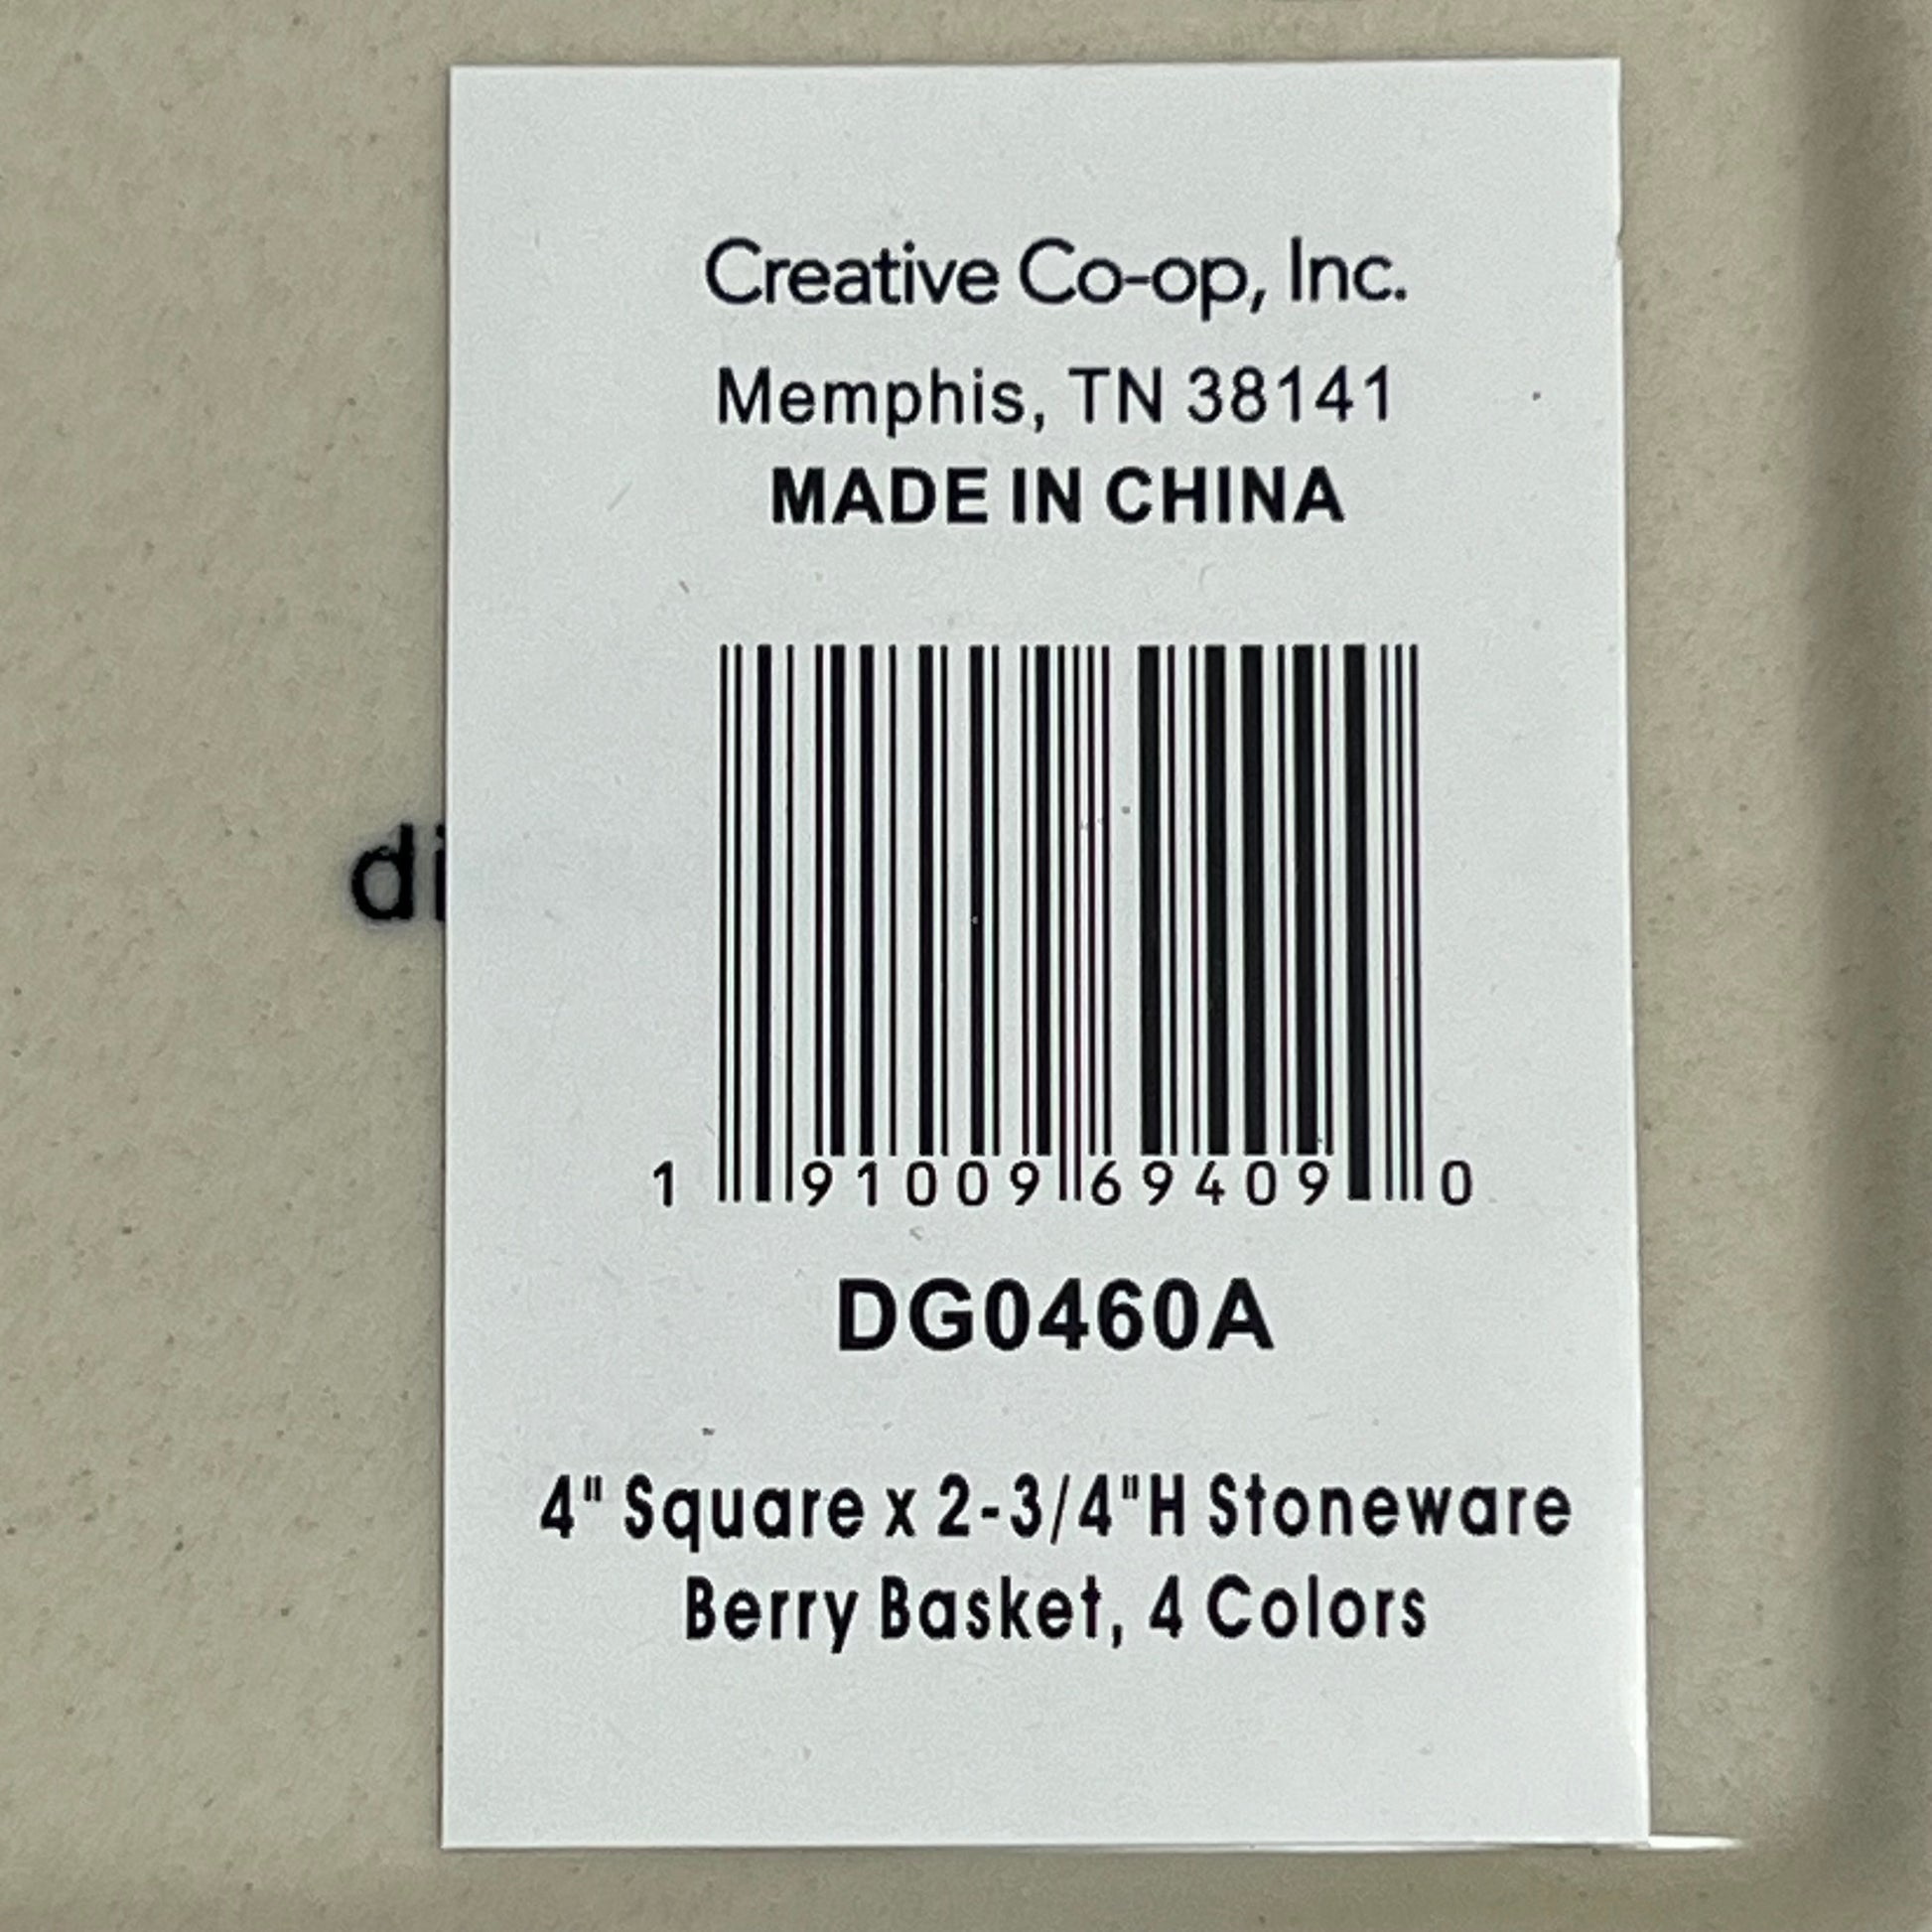 Creative Co-op, Inc.
Memphis, TN 38141
MADE IN CHINA
di
1 91009 69409 0
DG0460A
4" Square x 2-3/4"H Stoneware
Berry Basket, 4 Colors